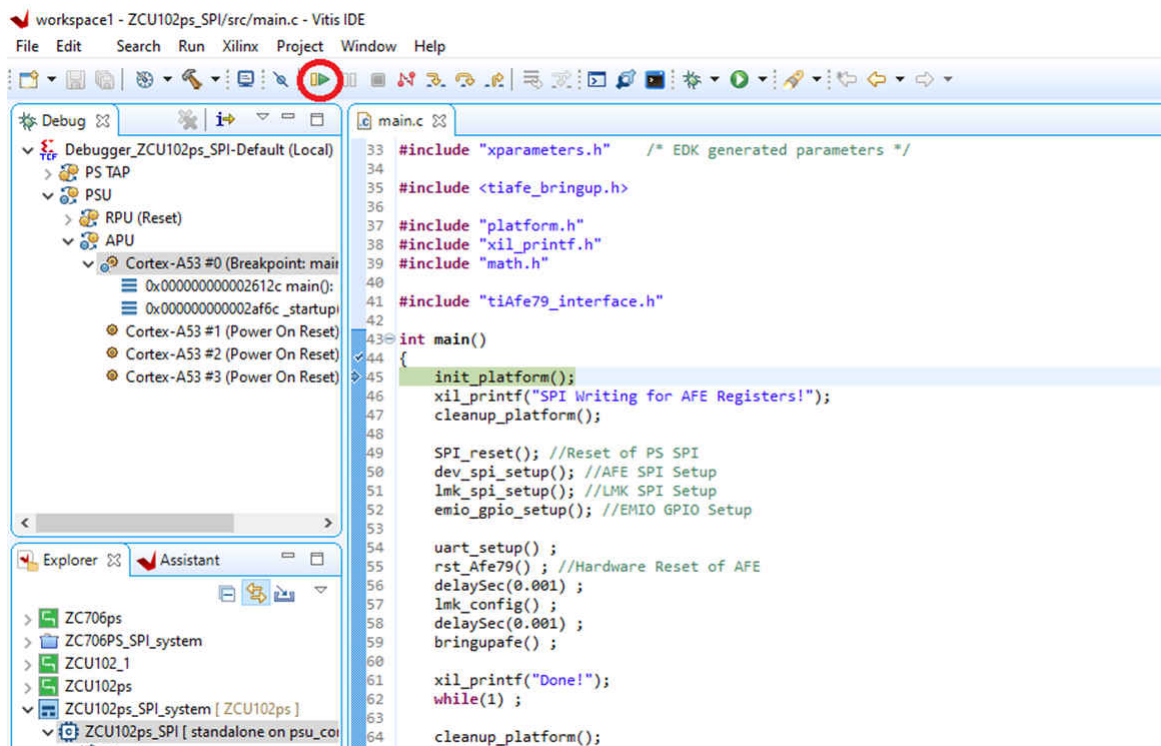 workspace1 - ZCU102ps_SPI/src/main.c - Vitis IDE
File Edit Search Run Xilinx Project Window Help
Debug
Debugger_ZCU102ps_SPI-Default (Local)
PS TAP
PSU
RPU (Reset)
APU
Cortex-A53 #0 (Breakpoint: mair
0x000000000002612c main():
0x000000000002af6c _startup(
Cortex-A53 #1 (Power On Reset)
Cortex-A53 #2 (Power On Reset)
Cortex-A53 #3 (Power On Reset)
Explorer Assistant
ZC706ps
ZC706PS_SPI_system
ZCU102_1
ZCU102ps
ZCU102ps_SPI_system [ ZCU102ps ]
ZCU102ps_SPI [ standalone on psu_cor
main.c
33 #include "xparameters.h" /* EDK generated parameters */
34
35 #include <tiafe_bringup.h>
36
37 #include "platform.h"
38 #include "xil_printf.h"
39 #include "math.h"
40
41 #include "tiAfe79_interface.h"
42
43 int main()
44 {
45 init_platform();
46 xil_printf("SPI Writing for AFE Registers!");
47 cleanup_platform();
48
49 SPI_reset(); //Reset of PS SPI
50 dev_spi_setup(); //AFE SPI Setup
51 lmk_spi_setup(); //LMK SPI Setup
52 emio_gpio_setup(); //EMIO GPIO Setup
53
54 uart_setup() ;
55 rst_Afe79() ; //Hardware Reset of AFE
56 delaySec(0.001) ;
57 lmk_config() ;
58 delaySec(0.001) ;
59 bringupafe() ;
60
61 xil_printf("Done!");
62 while(1) ;
63
64 cleanup_platform();